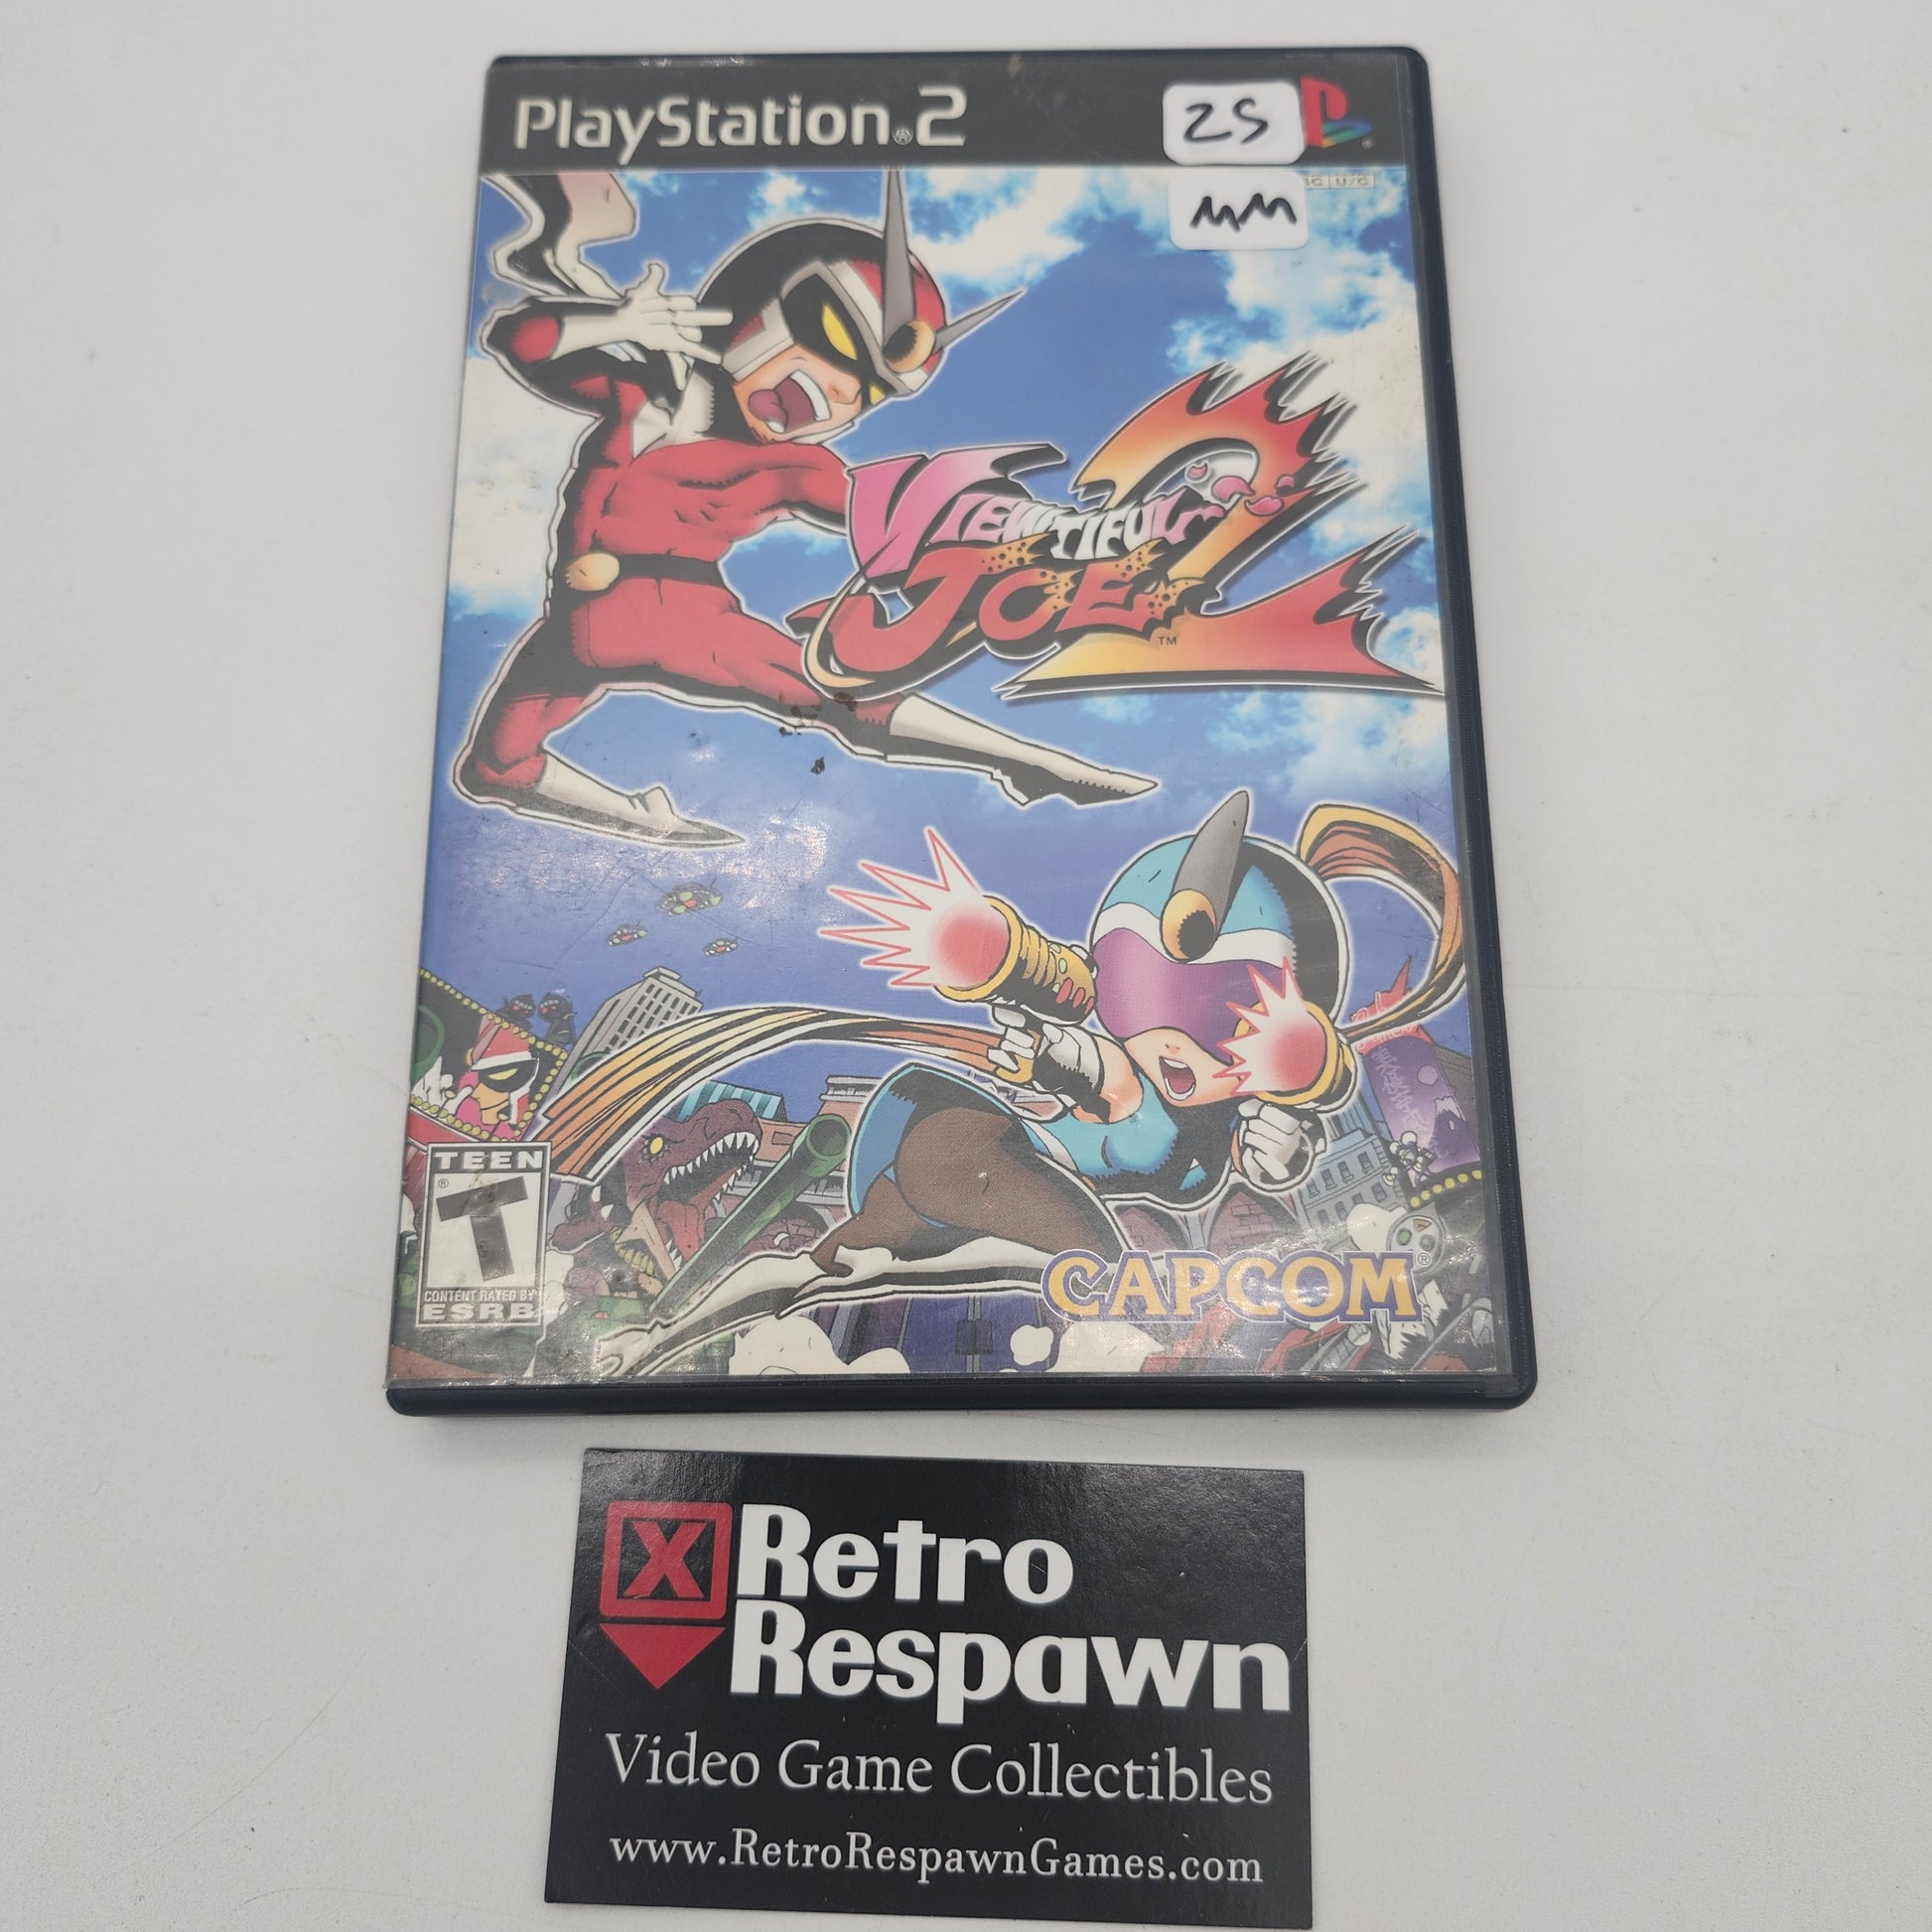 PlayStation®2
25
MM
VIEWTIFUL
JOE 2
TM
TEEN
T
CONTENT RATED BY
ESRB
CAPCOM®
X Retro
Respawn
Video Game Collectibles
www.RetroRespawnGames.com